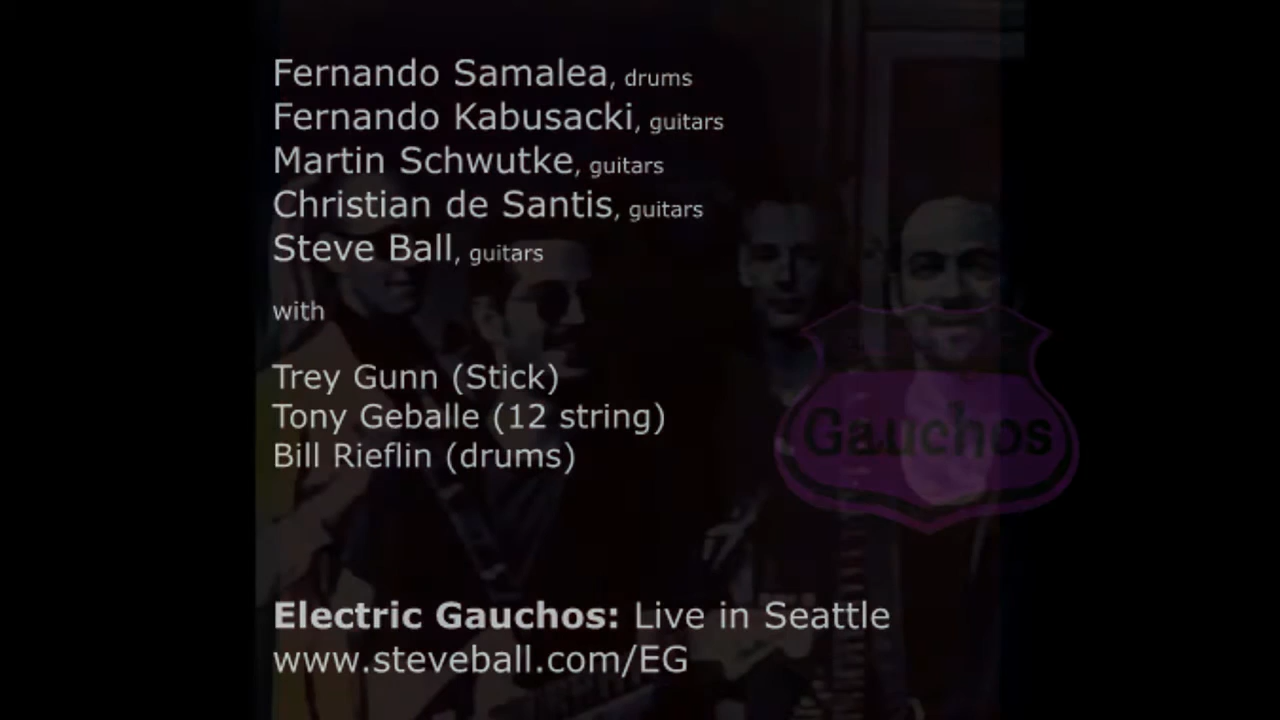 Fernando Samalea, drums
Fernando Kabusacki, guitars
Martin Schwutke, guitars
Christian de Santis, guitars
Steve Ball, guitars
with
Trey Gunn (Stick)
Tony Geballe (12 string)
Bill Rieflin (drums)
Gauchos
Electric Gauchos: Live in Seattle
www.steveball.com/EG